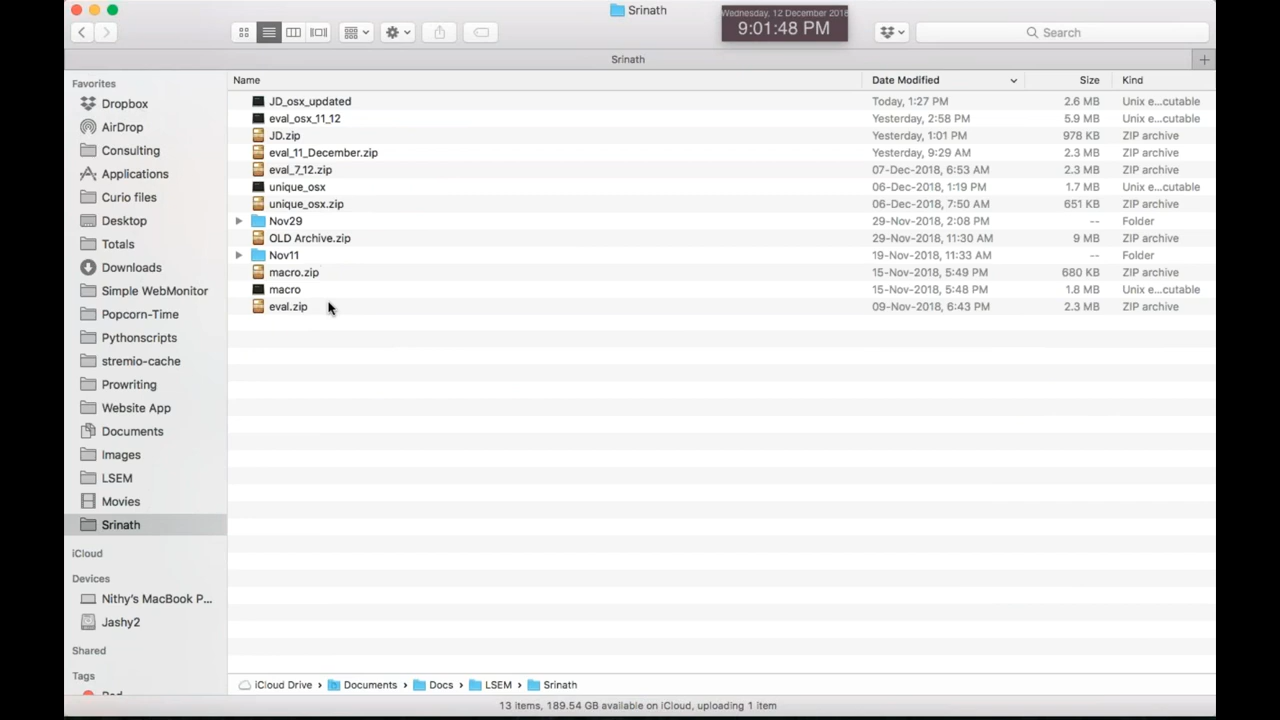 Srinath
Wednesday, 12 December 2018
9:01:48 PM
Search
Srinath
Favorites
Dropbox
AirDrop
Consulting
Applications
Curio files
Desktop
Totals
Downloads
Simple WebMonitor
Popcorn-Time
Pythonscripts
stremio-cache
Prowriting
Website App
Documents
Images
LSEM
Movies
Srinath
iCloud
Devices
Nithy's MacBook P...
Jashy2
Shared
Tags
Red
Name Date Modified Size Kind
JD_osx_updated Today, 1:27 PM 2.6 MB Unix e...cutable
eval_osx_11_12 Yesterday, 2:58 PM 5.9 MB Unix e...cutable
JD.zip Yesterday, 1:01 PM 978 KB ZIP archive
eval_11_December.zip Yesterday, 9:29 AM 2.3 MB ZIP archive
eval_7_12.zip 07-Dec-2018, 6:53 AM 2.3 MB ZIP archive
unique_osx 06-Dec-2018, 1:19 PM 1.7 MB Unix e...cutable
unique_osx.zip 06-Dec-2018, 7:50 AM 651 KB ZIP archive
Nov29 29-Nov-2018, 2:08 PM -- Folder
OLD Archive.zip 29-Nov-2018, 11:30 AM 9 MB ZIP archive
Nov11 19-Nov-2018, 11:33 AM -- Folder
macro.zip 15-Nov-2018, 5:49 PM 680 KB ZIP archive
macro 15-Nov-2018, 5:48 PM 1.8 MB Unix e...cutable
eval.zip 09-Nov-2018, 6:43 PM 2.3 MB ZIP archive
iCloud Drive › Documents › Docs › LSEM › Srinath
13 items, 189.54 GB available on iCloud, uploading 1 item